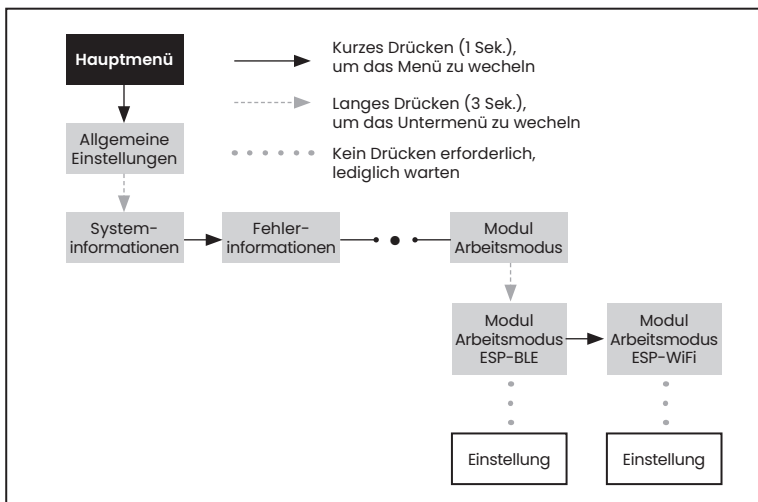 Hauptmenü
Kurzes Drücken (1 Sek.),
um das Menü zu wecheln
Langes Drücken (3 Sek.),
um das Untermenü zu wecheln
Kein Drücken erforderlich,
lediglich warten
Allgemeine
Einstellungen
System-
informationen
Fehler-
informationen
Modul
Arbeitsmodus
Modul
Arbeitsmodus
ESP-BLE
Modul
Arbeitsmodus
ESP-WiFi
Einstellung
Einstellung